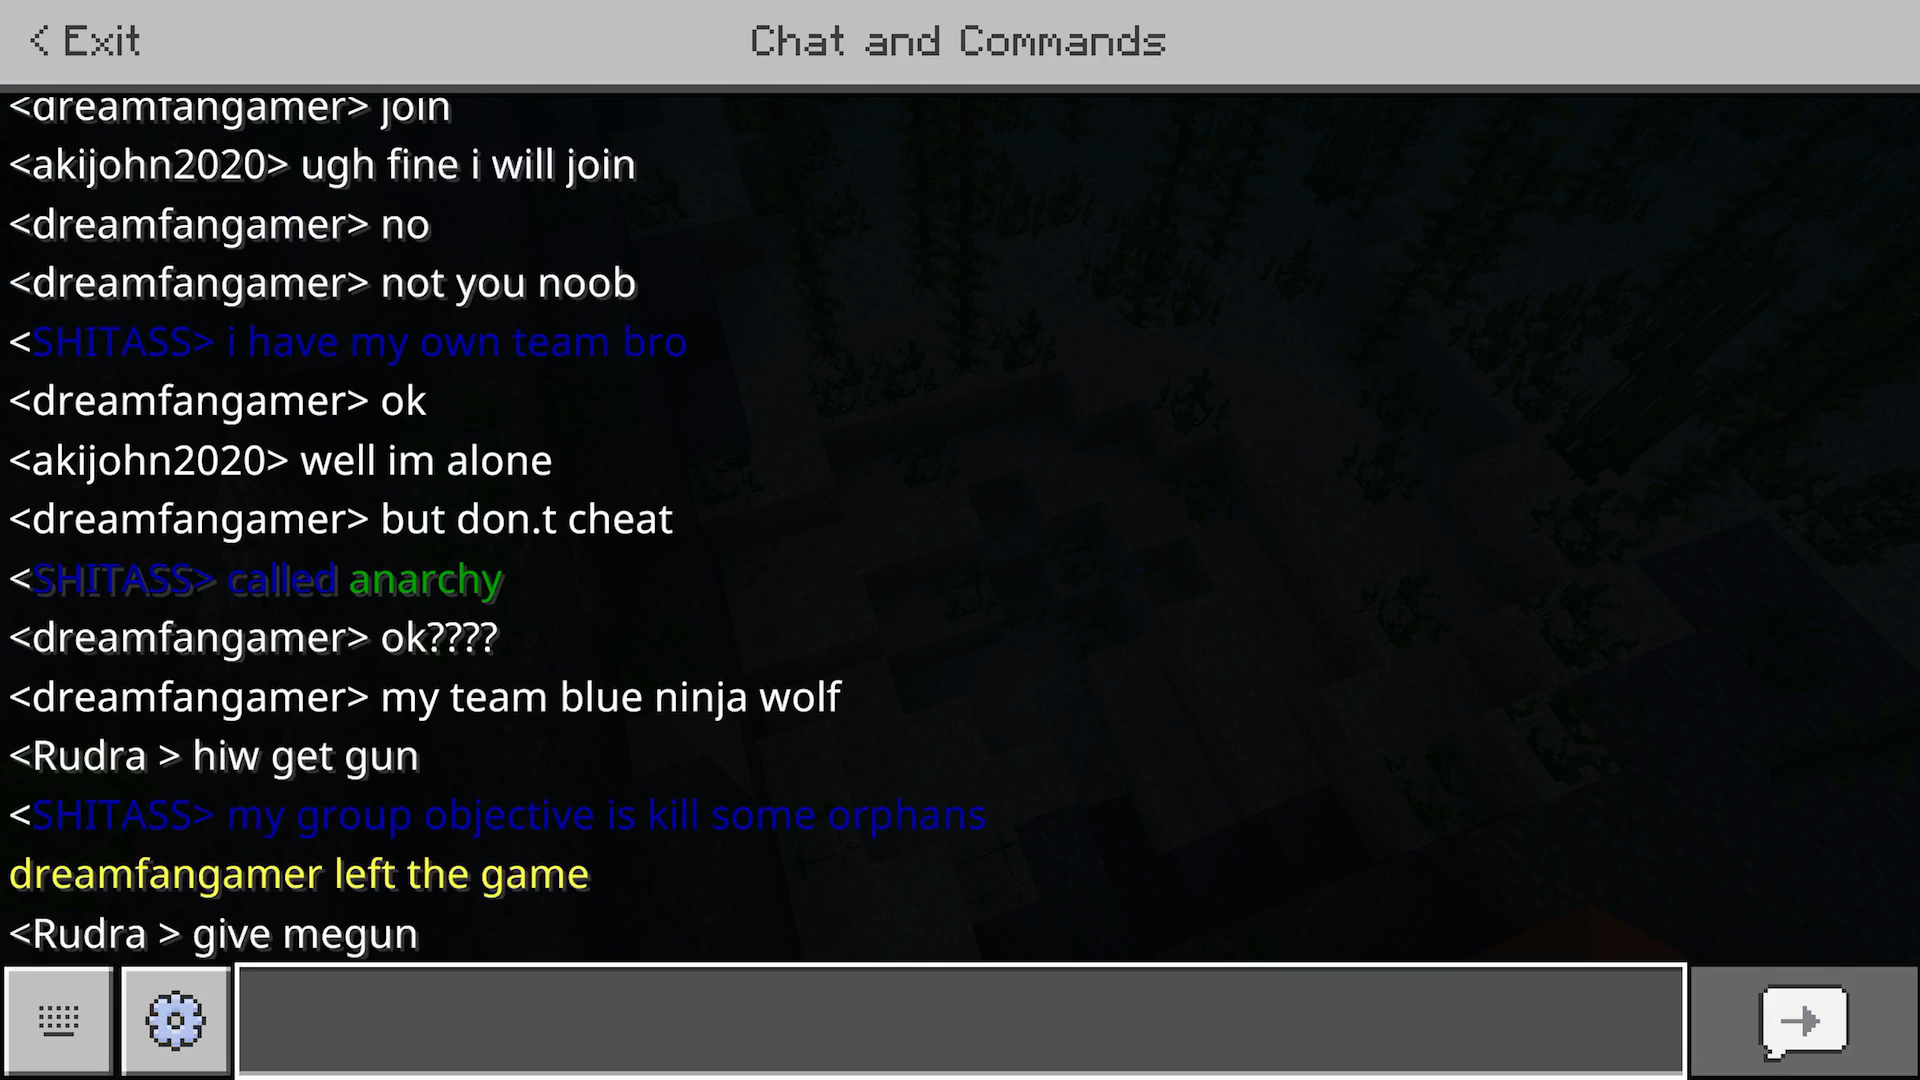 < Exit
Chat and Commands
<dreamfangamer> join
<akijohn2020> ugh fine i will join
<dreamfangamer> no
<dreamfangamer> not you noob
<SHITASS> i have my own team bro
<dreamfangamer> ok
<akijohn2020> well im alone
<dreamfangamer> but don.t cheat
<SHITASS> called anarchy
<dreamfangamer> ok????
<dreamfangamer> my team blue ninja wolf
<Rudra > hiw get gun
<SHITASS> my group objective is kill some orphans
dreamfangamer left the game
<Rudra > give megun